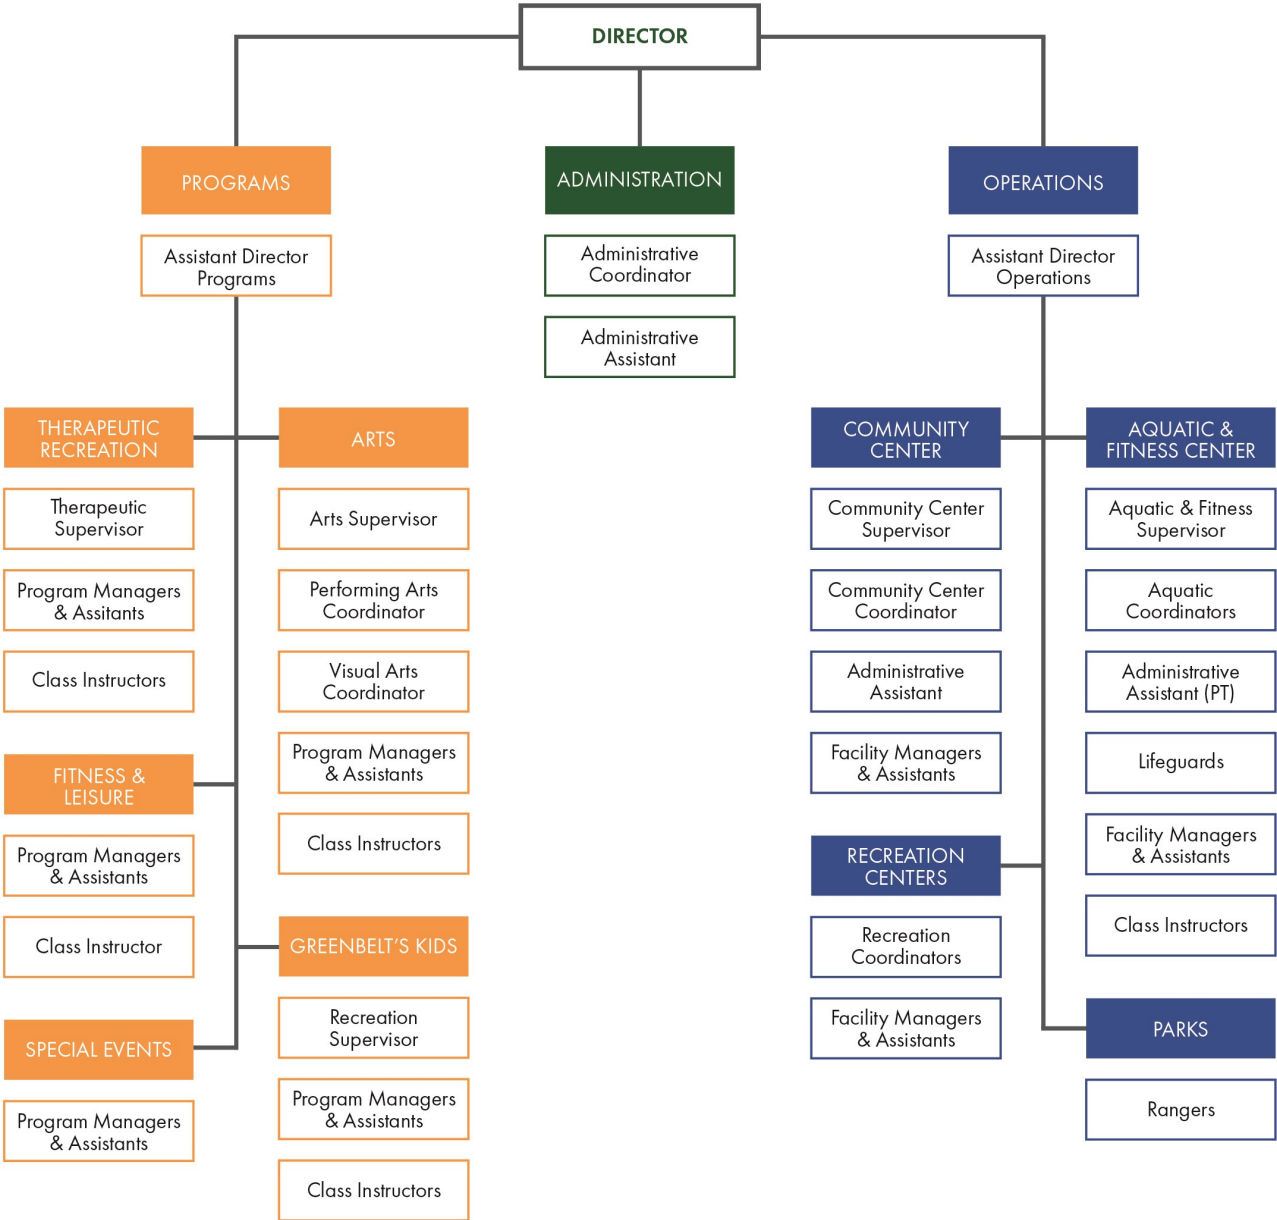 DIRECTOR
PROGRAMS
Assistant Director
Programs
ADMINISTRATION
Administrative
Coordinator
Administrative
Assistant
OPERATIONS
Assistant Director
Operations
THERAPEUTIC
RECREATION
Therapeutic
Supervisor
Program Managers
& Assitants
Class Instructors
FITNESS &
LEISURE
Program Managers
& Assistants
Class Instructor
SPECIAL EVENTS
Program Managers
& Assistants
ARTS
Arts Supervisor
Performing Arts
Coordinator
Visual Arts
Coordinator
Program Managers
& Assistants
Class Instructors
GREENBELT’S KIDS
Recreation
Supervisor
Program Managers
& Assistants
Class Instructors
COMMUNITY
CENTER
Community Center
Supervisor
Community Center
Coordinator
Administrative
Assistant
Facility Managers
& Assistants
RECREATION
CENTERS
Recreation
Coordinators
Facility Managers
& Assistants
AQUATIC &
FITNESS CENTER
Aquatic & Fitness
Supervisor
Aquatic
Coordinators
Administrative
Assistant (PT)
Lifeguards
Facility Managers
& Assistants
Class Instructors
PARKS
Rangers